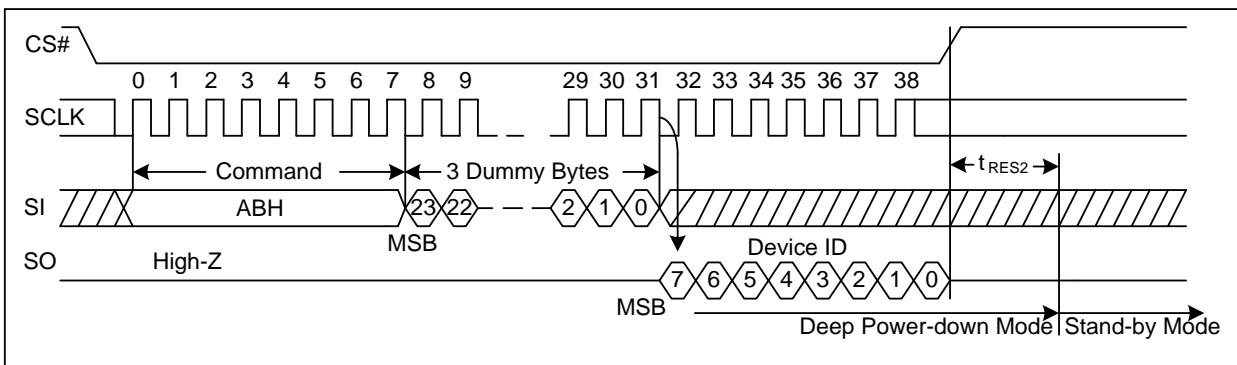 CS#
0 1 2 3 4 5 6 7 8 9 29 30 31 32 33 34 35 36 37 38
SCLK
Command 3 Dummy Bytes tRES2
SI ABH 23 22 2 1 0
MSB
SO High-Z Device ID
7 6 5 4 3 2 1 0
MSB
Deep Power-down Mode Stand-by Mode